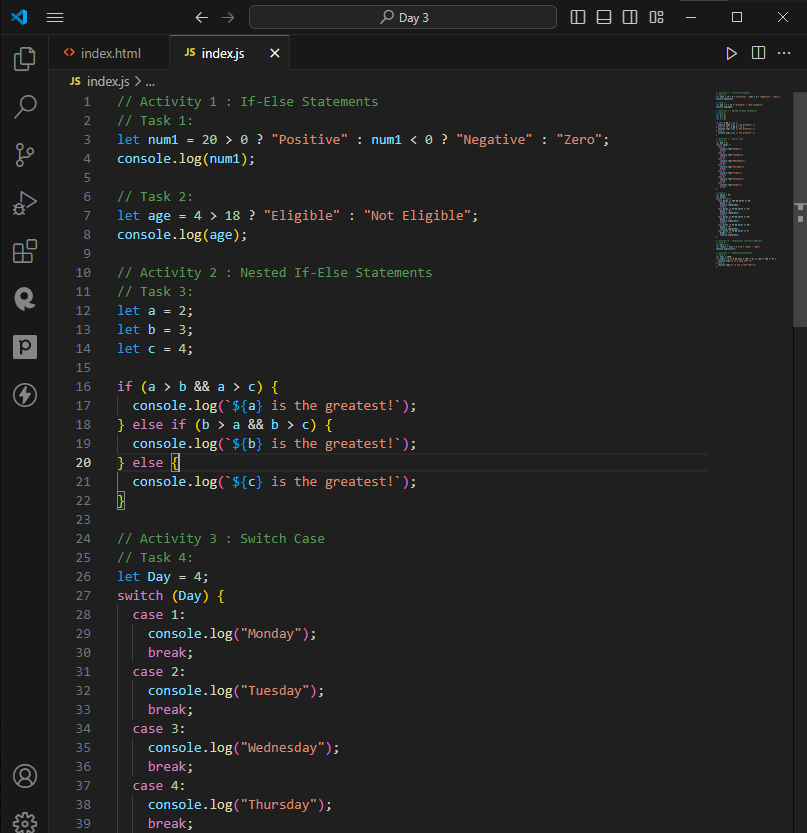 Day 3
index.html
JS index.js
JS index.js > ...
1 // Activity 1 : If-Else Statements
2 // Task 1:
3 let num1 = 20 > 0 ? "Positive" : num1 < 0 ? "Negative" : "Zero";
4 console.log(num1);
5
6 // Task 2:
7 let age = 4 > 18 ? "Eligible" : "Not Eligible";
8 console.log(age);
9
10 // Activity 2 : Nested If-Else Statements
11 // Task 3:
12 let a = 2;
13 let b = 3;
14 let c = 4;
15
16 if (a > b && a > c) {
17   console.log(`${a} is the greatest!`);
18 } else if (b > a && b > c) {
19   console.log(`${b} is the greatest!`);
20 } else {
21   console.log(`${c} is the greatest!`);
22 }
23
24 // Activity 3 : Switch Case
25 // Task 4:
26 let Day = 4;
27 switch (Day) {
28   case 1:
29     console.log("Monday");
30     break;
31   case 2:
32     console.log("Tuesday");
33     break;
34   case 3:
35     console.log("Wednesday");
36     break;
37   case 4:
38     console.log("Thursday");
39     break;